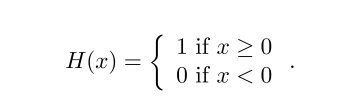 H(x) = { 1 if x ≥ 0
0 if x < 0 .